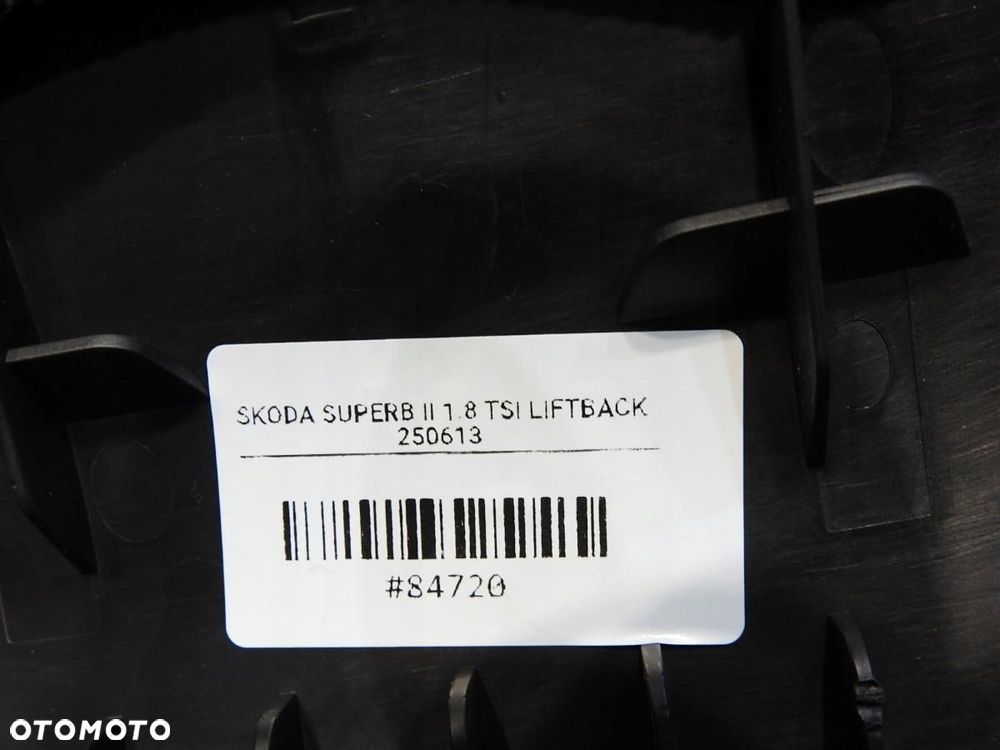 SKODA SUPERB II 1.8 TSI LIFTBACK
250613
#84720
OTOMOTO